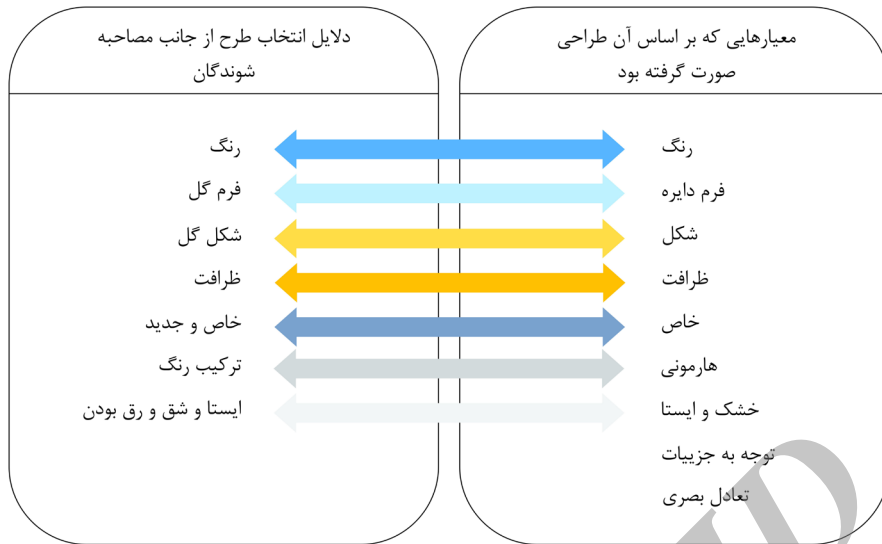 معیارهایی که بر اساس آن طراحی
صورت گرفته بود
رنگ
فرم دایره
شکل
ظرافت
خاص
هارمونی
خشک و ایستا
توجه به جزییات
تعادل بصری
دلایل انتخاب طرح از جانب مصاحبه
شوندگان
رنگ
فرم گل
شکل گل
ظرافت
خاص و جدید
ترکیب رنگ
ایستا و شق و رق بودن